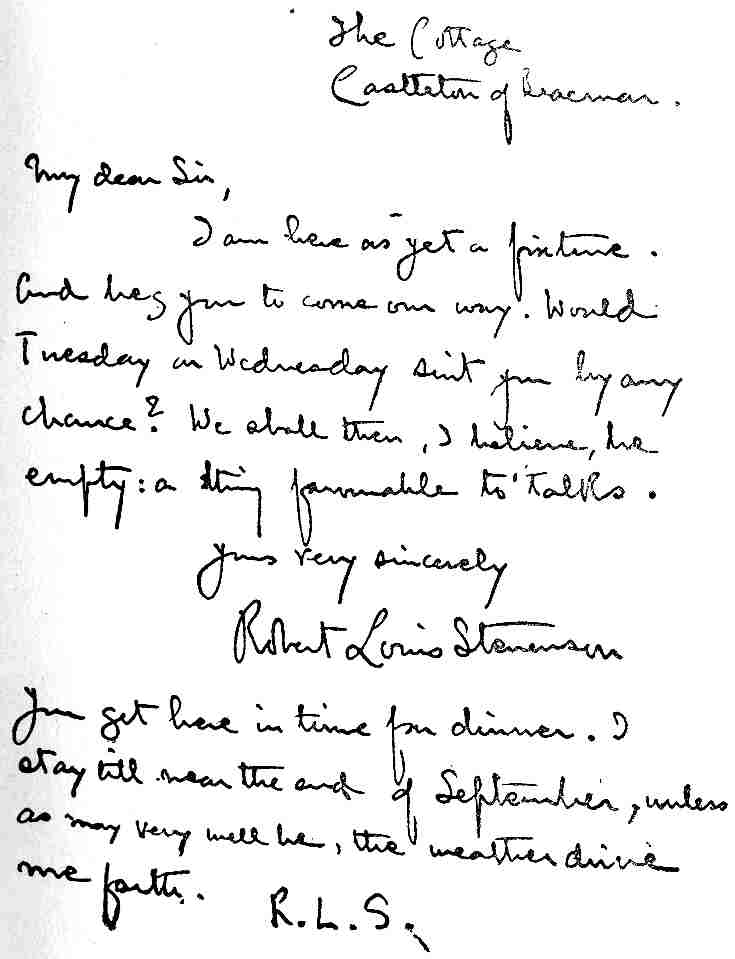 The Cottage
Castleton of Braemar.
My dear Sir,
I am here as yet a fixture.
And beg you to come our way. Would
Tuesday or Wednesday suit you by any
chance? We shall then, I believe, be
empty: a thing favourable to talks.
Yours very sincerely
Robert Louis Stevenson
You get here in time for dinner. I
stay till near the end of September, unless
as may very well be, the weather drive
me forth. R.L.S.